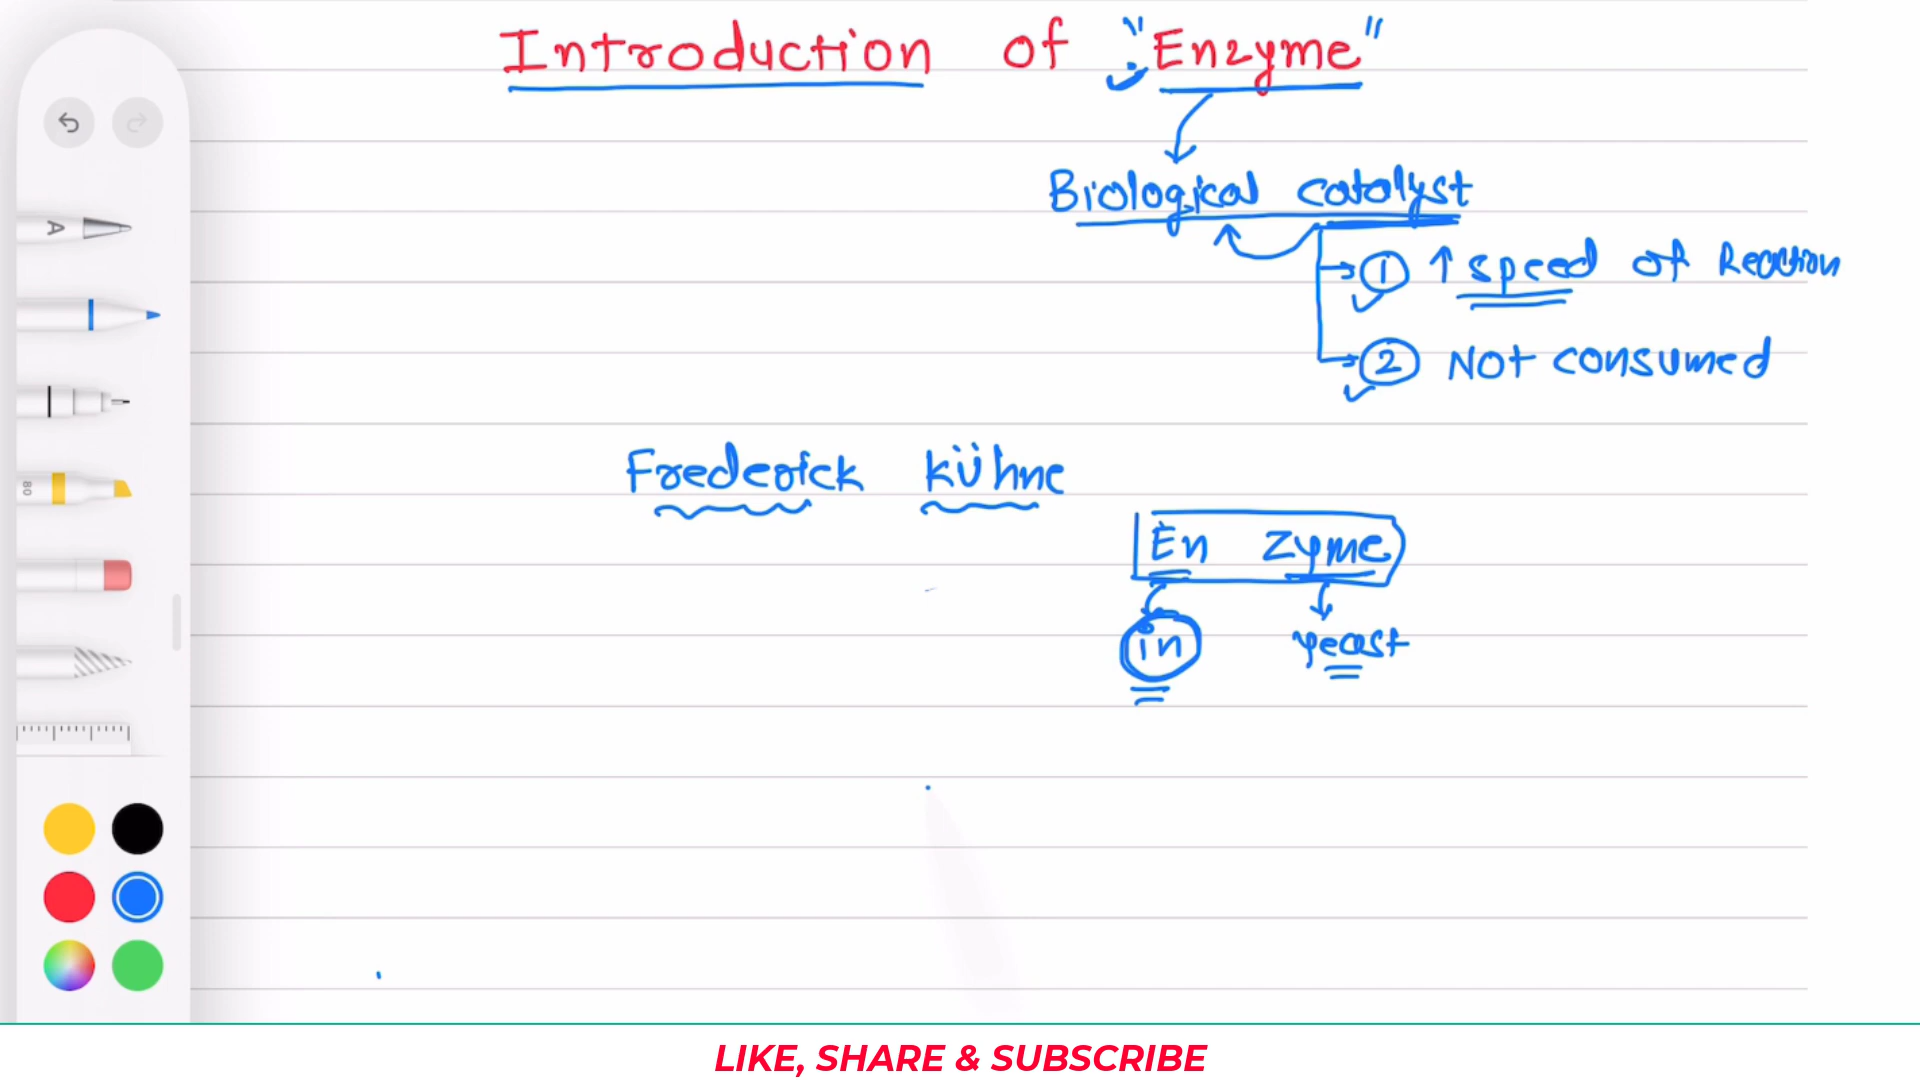 Introduction of "Enzyme"
Biological catalyst
① ↑ speed of Reaction
② Not consumed
Frederick kühne
En zyme
in yeast
A
80
LIKE, SHARE & SUBSCRIBE